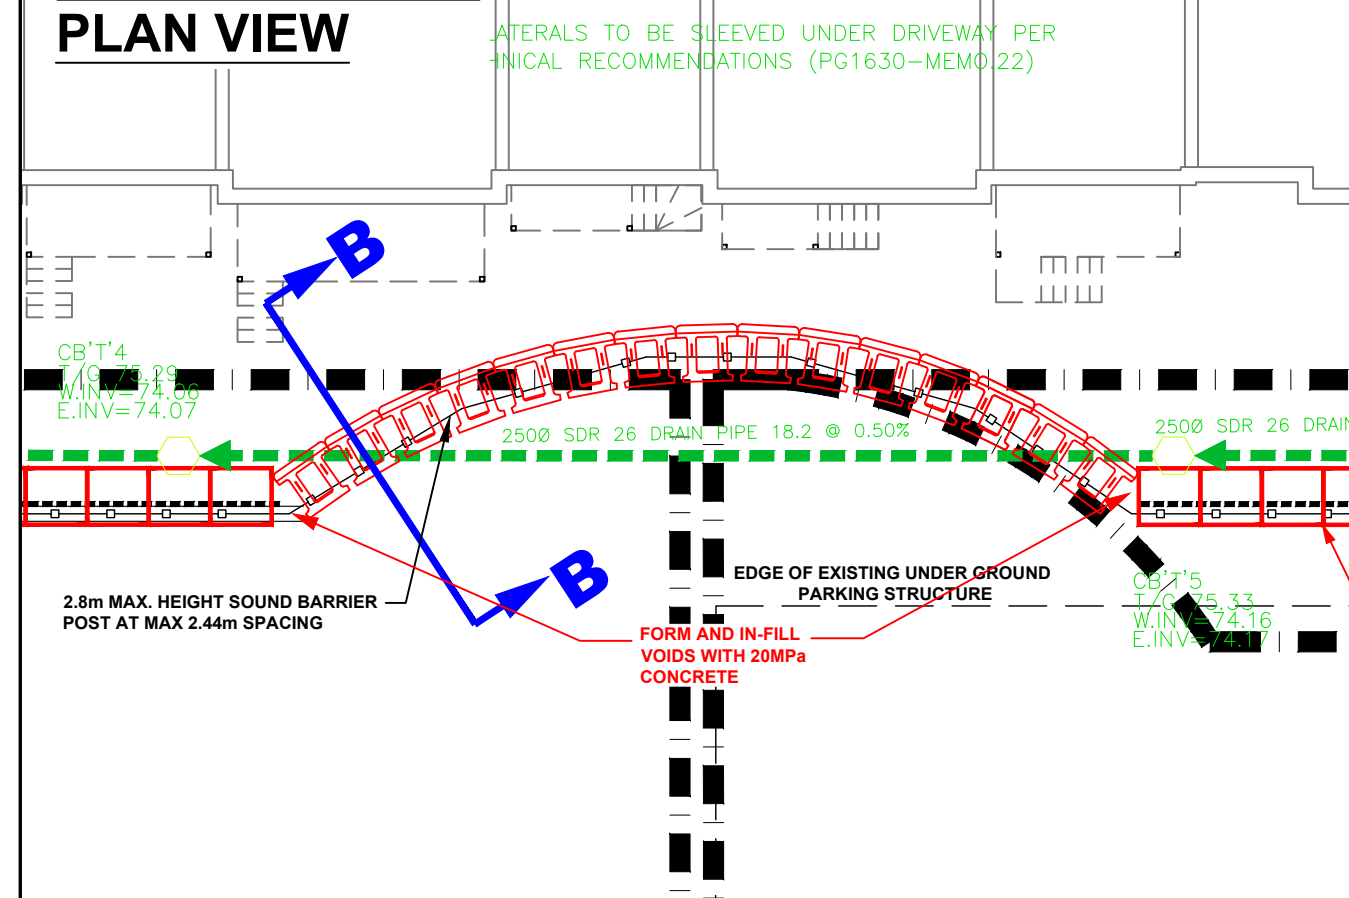 PLAN VIEW
ATERALS TO BE SLEEVED UNDER DRIVEWAY PER
HNICAL RECOMMENDATIONS (PG1630-MEMO.22)
B
CB'T'4
T/G 75.29
W.INV=74.06
E.INV=74.07
250Ø SDR 26 DRAIN PIPE 18.2 @ 0.50%
250Ø SDR 26 DRAIN
B
2.8m MAX. HEIGHT SOUND BARRIER
POST AT MAX 2.44m SPACING
EDGE OF EXISTING UNDER GROUND
PARKING STRUCTURE
CB'T'5
T/G 75.33
W.INV=74.16
E.INV=74.17
FORM AND IN-FILL
VOIDS WITH 20MPa
CONCRETE